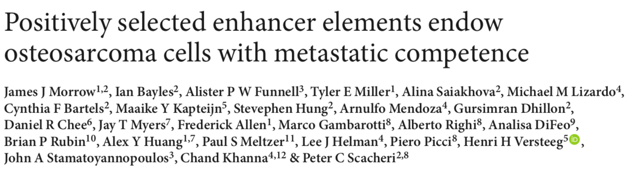 Positively selected enhancer elements endow
osteosarcoma cells with metastatic competence
James J Morrow1,2, Ian Bayles2, Alister P W Funnell3, Tyler E Miller1, Alina Saiakhova2, Michael M Lizardo4,
Cynthia F Bartels2, Maaike Y Kapteijn5, Stevephen Hung2, Arnulfo Mendoza4, Gursimran Dhillon2,
Daniel R Chee6, Jay T Myers7, Frederick Allen1, Marco Gambarotti8, Alberto Righi8, Analisa DiFeo9,
Brian P Rubin10, Alex Y Huang1,7, Paul S Meltzer11, Lee J Helman4, Piero Picci8, Henri H Versteeg5,
John A Stamatoyannopoulos3, Chand Khanna4,12 & Peter C Scacheri2,8